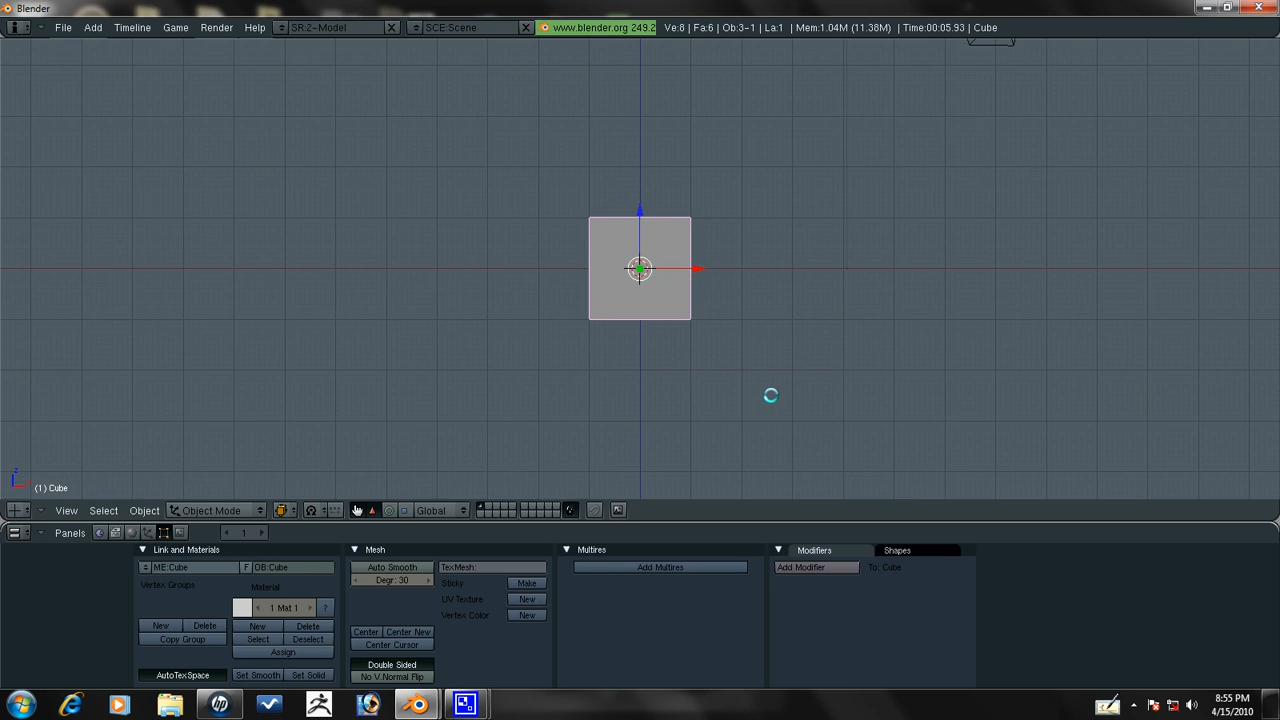 Blender
File Add Timeline Game Render Help SR:2-Model SCE:Scene www.blender.org 249.2 Ve:8 | Fa:6 | Ob:3-1 | La:1 | Mem:1.04M (11.38M) | Time:00:05.93 | Cube
z
(1) Cube
View Select Object Object Mode Global
Panels 1
Link and Materials Mesh Multires Modifiers Shapes
ME:Cube F OB:Cube Auto Smooth TexMesh: Add Multires Add Modifier To: Cube
Degr: 30
Vertex Groups Material Sticky Make
1 Mat 1 ? UV Texture New
Vertex Color New
New Delete New Delete Center Center New
Copy Group Select Deselect Center Cursor
Assign
Double Sided
AutoTexSpace Set Smooth Set Solid No V.Normal Flip
hp
8:55 PM
4/15/2010